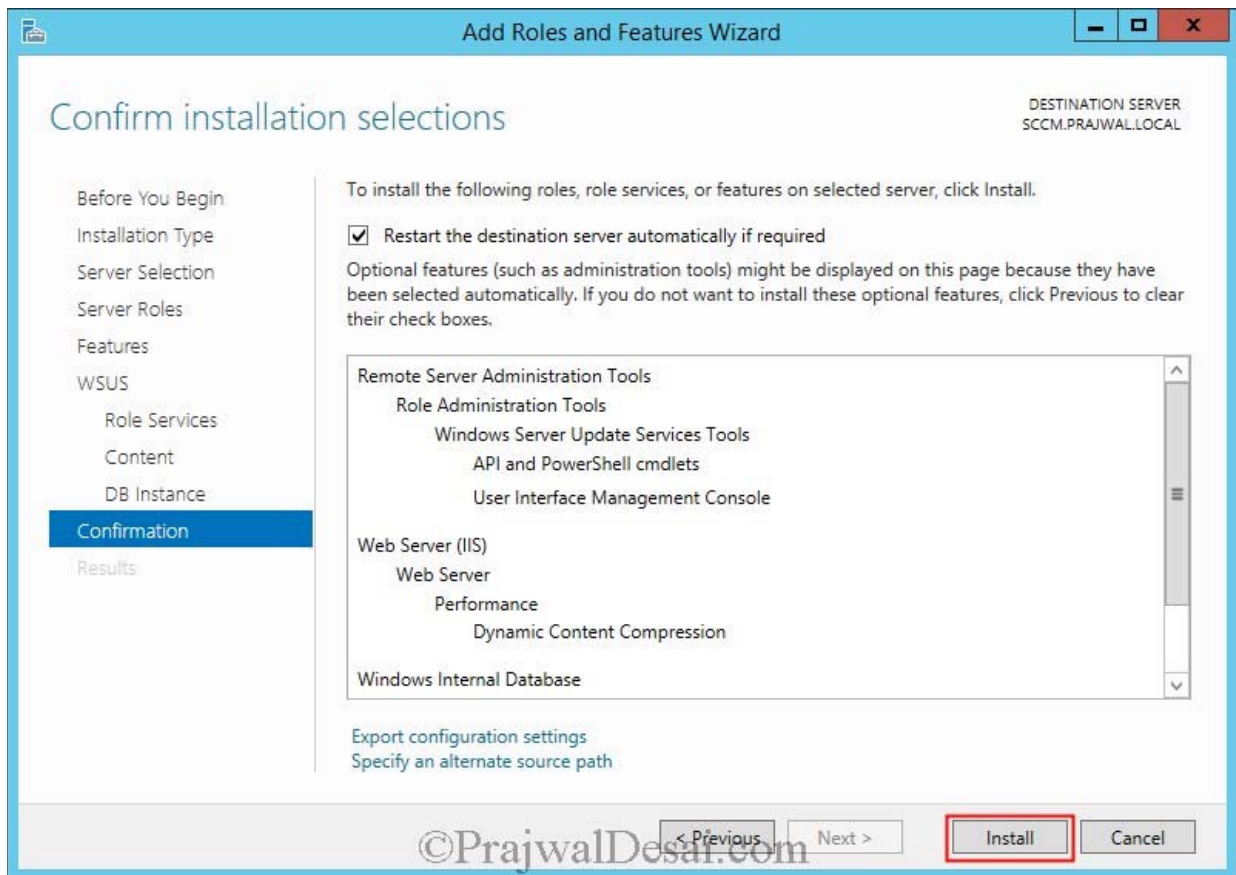 Add Roles and Features Wizard
Confirm installation selections
DESTINATION SERVER
SCCM.PRAJWAL.LOCAL
Before You Begin
Installation Type
Server Selection
Server Roles
Features
WSUS
Role Services
Content
DB Instance
Confirmation
Results
To install the following roles, role services, or features on selected server, click Install.
Restart the destination server automatically if required
Optional features (such as administration tools) might be displayed on this page because they have
been selected automatically. If you do not want to install these optional features, click Previous to clear
their check boxes.
Remote Server Administration Tools
Role Administration Tools
Windows Server Update Services Tools
API and PowerShell cmdlets
User Interface Management Console
Web Server (IIS)
Web Server
Performance
Dynamic Content Compression
Windows Internal Database
Export configuration settings
Specify an alternate source path
©PrajwalDesai.com
< Previous
Next >
Install
Cancel